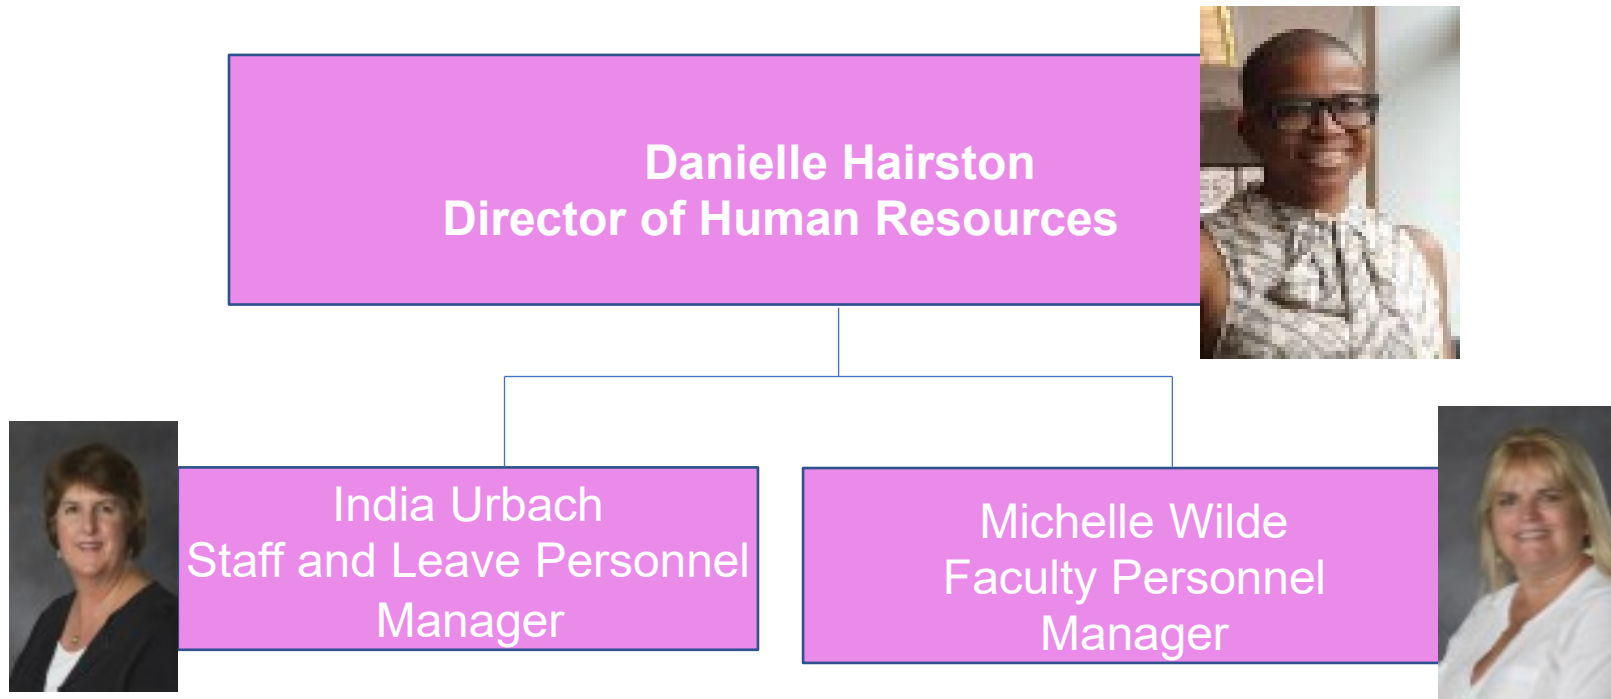 Danielle Hairston
Director of Human Resources
India Urbach
Staff and Leave Personnel
Manager
Michelle Wilde
Faculty Personnel
Manager